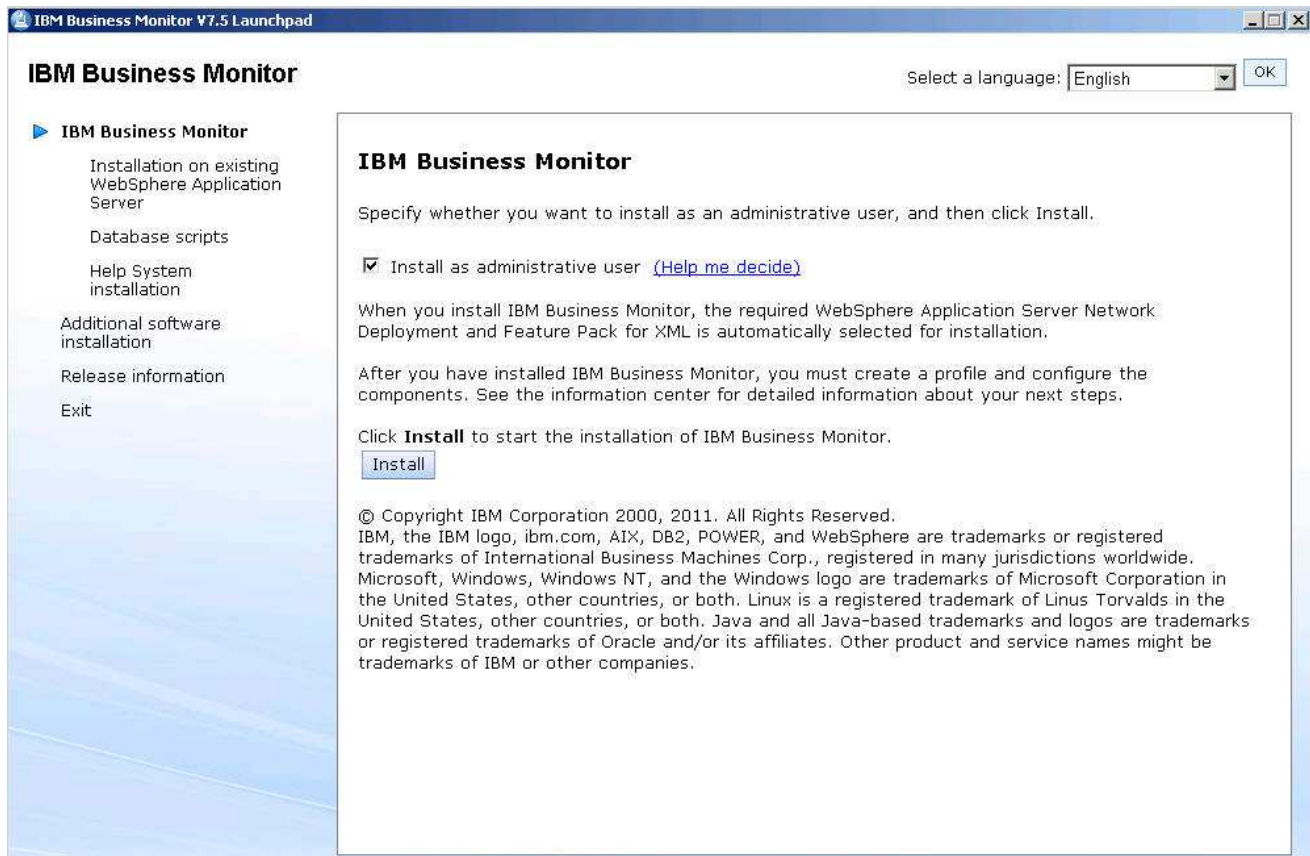 IBM Business Monitor V7.5 Launchpad
IBM Business Monitor
Select a language: English OK
IBM Business Monitor
Installation on existing
WebSphere Application
Server
Database scripts
Help System
installation
Additional software
installation
Release information
Exit
IBM Business Monitor
Specify whether you want to install as an administrative user, and then click Install.
Install as administrative user (Help me decide)
When you install IBM Business Monitor, the required WebSphere Application Server Network
Deployment and Feature Pack for XML is automatically selected for installation.
After you have installed IBM Business Monitor, you must create a profile and configure the
components. See the information center for detailed information about your next steps.
Click Install to start the installation of IBM Business Monitor.
Install
© Copyright IBM Corporation 2000, 2011. All Rights Reserved.
IBM, the IBM logo, ibm.com, AIX, DB2, POWER, and WebSphere are trademarks or registered
trademarks of International Business Machines Corp., registered in many jurisdictions worldwide.
Microsoft, Windows, Windows NT, and the Windows logo are trademarks of Microsoft Corporation in
the United States, other countries, or both. Linux is a registered trademark of Linus Torvalds in the
United States, other countries, or both. Java and all Java-based trademarks and logos are trademarks
or registered trademarks of Oracle and/or its affiliates. Other product and service names might be
trademarks of IBM or other companies.